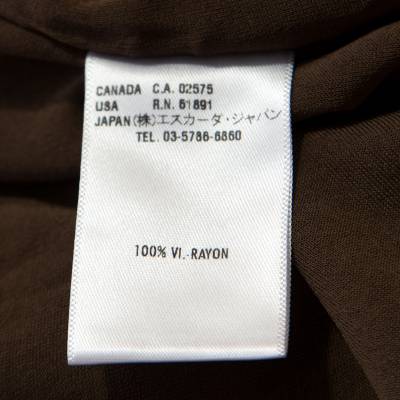 CANADA C.A. 02575
USA R.N. 61891
JAPAN (株)エスカーダ・ジャパン
TEL. 03-5786-6860
100% VI.-RAYON